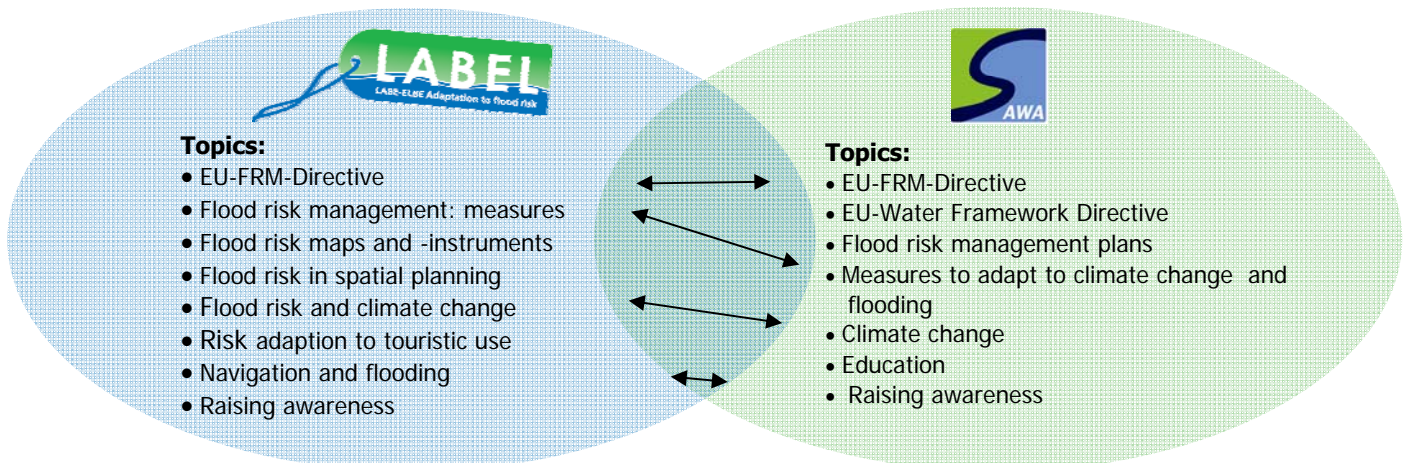 LABEL
LABE-ELBE Adaptation to flood risk
Topics:
• EU-FRM-Directive
• Flood risk management: measures
• Flood risk maps and -instruments
• Flood risk in spatial planning
• Flood risk and climate change
• Risk adaption to touristic use
• Navigation and flooding
• Raising awareness
SAWA
Topics:
• EU-FRM-Directive
• EU-Water Framework Directive
• Flood risk management plans
• Measures to adapt to climate change and
flooding
• Climate change
• Education
• Raising awareness